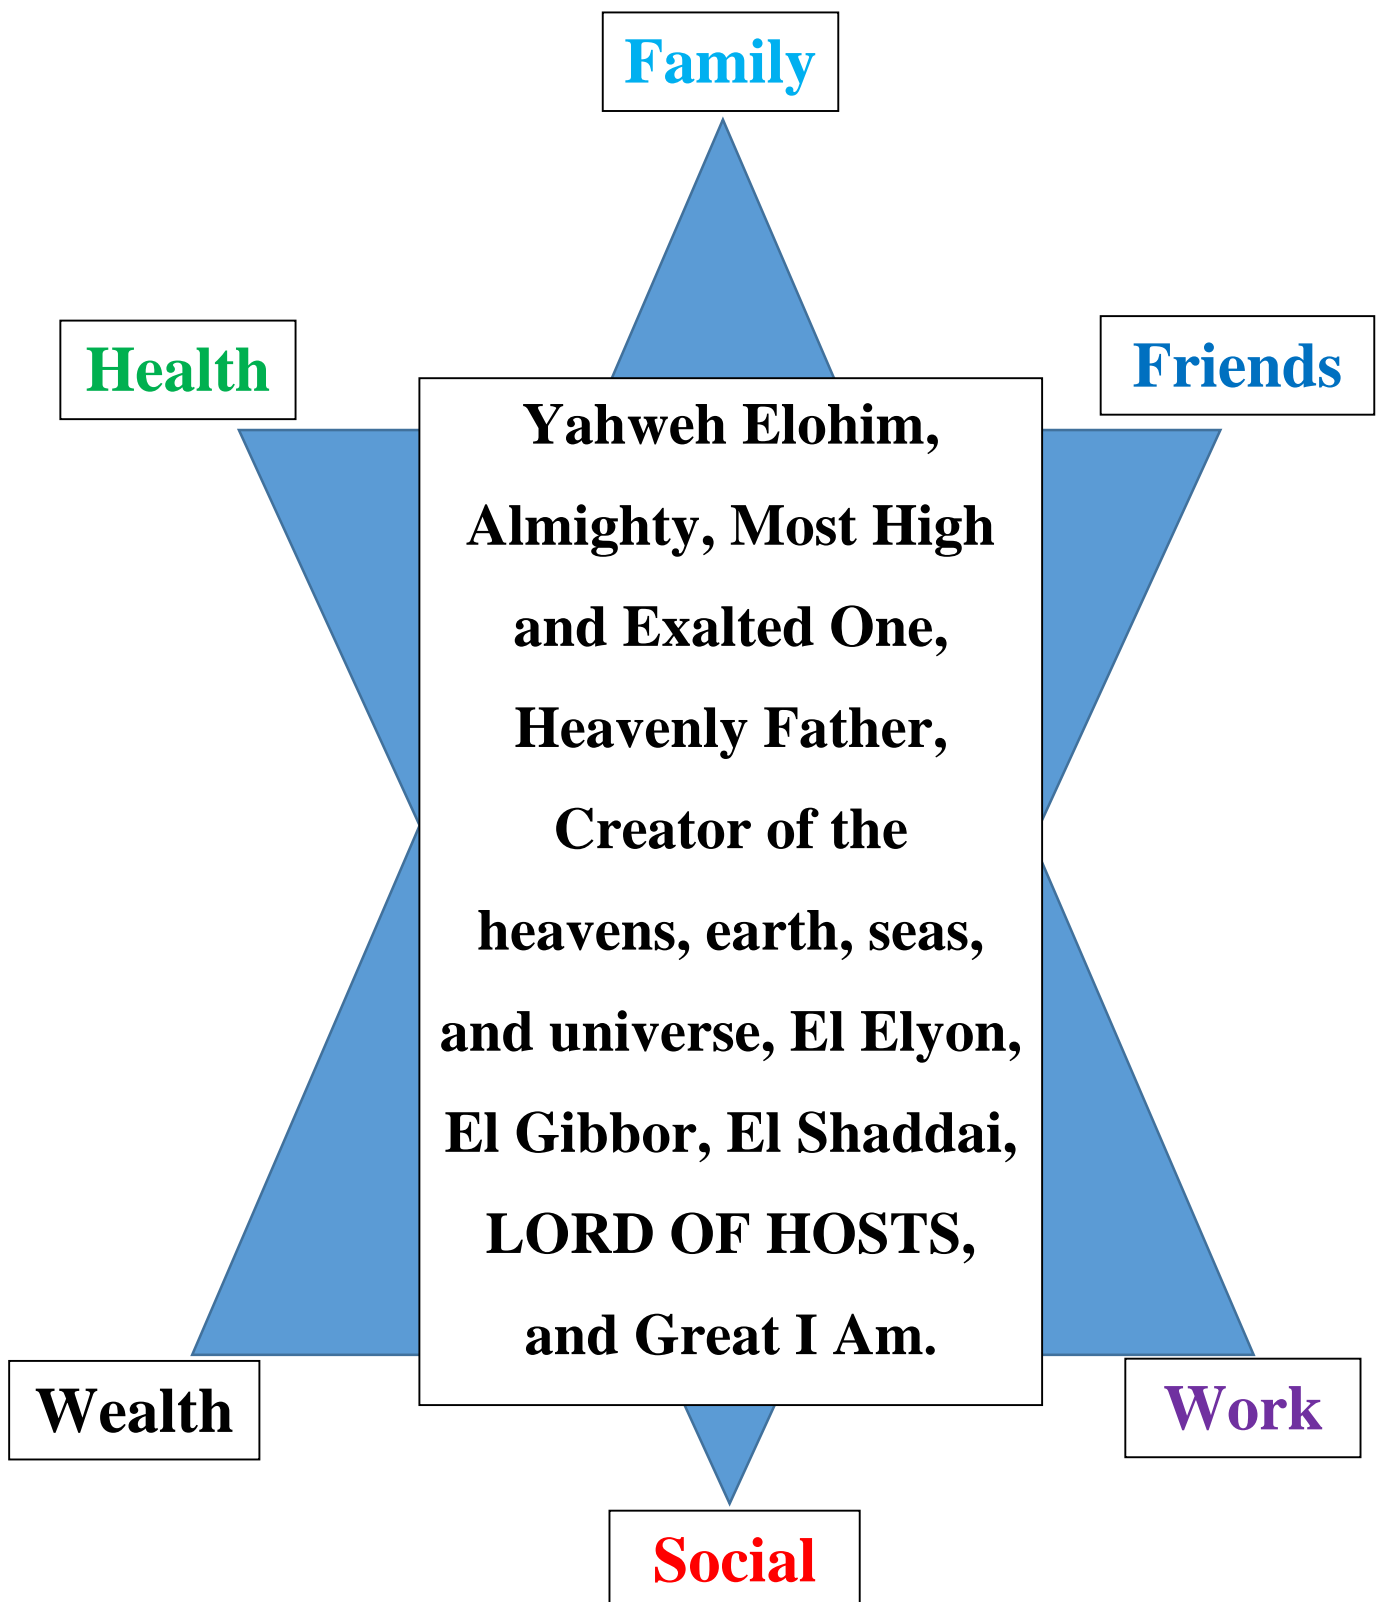 Family
Health
Friends
Yahweh Elohim,
Almighty, Most High
and Exalted One,
Heavenly Father,
Creator of the
heavens, earth, seas,
and universe, El Elyon,
El Gibbor, El Shaddai,
LORD OF HOSTS,
and Great I Am.
Wealth
Work
Social